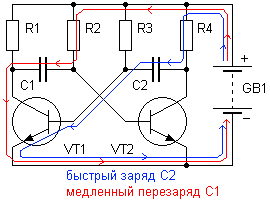 R1 R2 R3 R4
+
C1 C2 GB1
−
VT1 VT2
быстрый заряд C2
медленный перезаряд C1